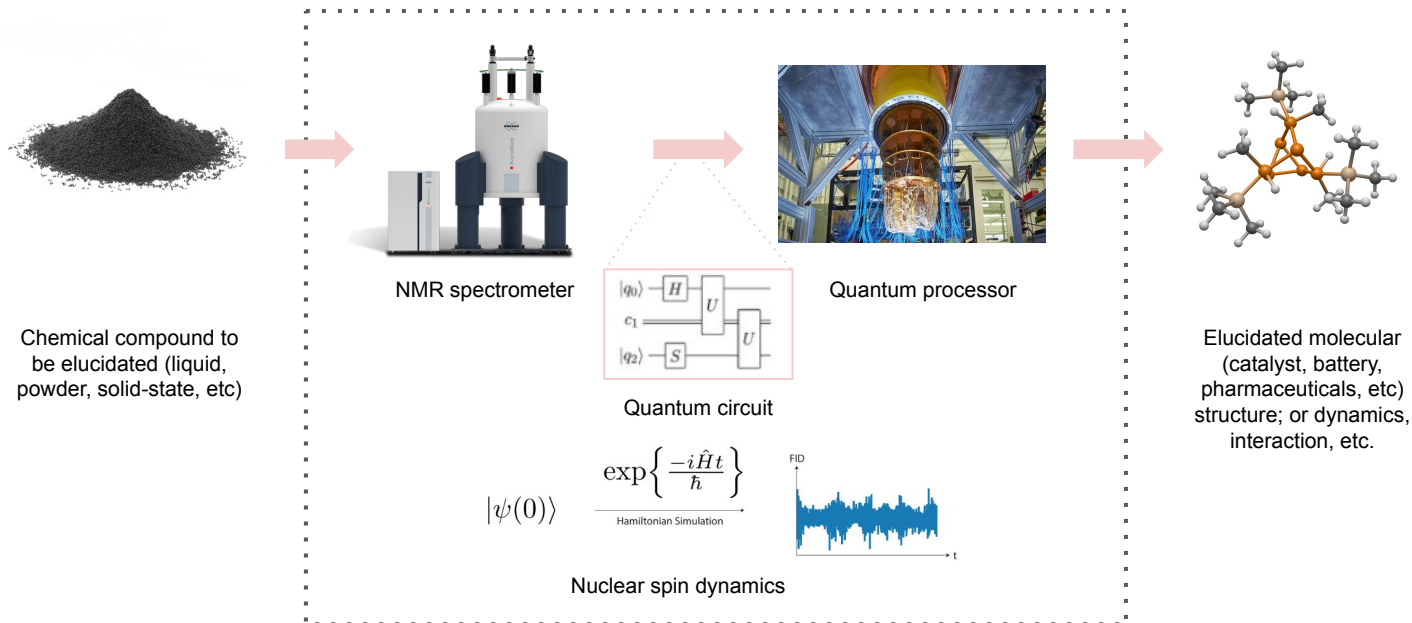 NMR spectrometer
Quantum processor
|q₀⟩ H
U
c₁
U
|q₂⟩ S
Quantum circuit
Chemical compound to
be elucidated (liquid,
powder, solid-state, etc)
Elucidated molecular
(catalyst, battery,
pharmaceuticals, etc)
structure; or dynamics,
interaction, etc.
|ψ(0)⟩
exp{−iĤt/ħ}
Hamiltonian Simulation
FID
t
Nuclear spin dynamics